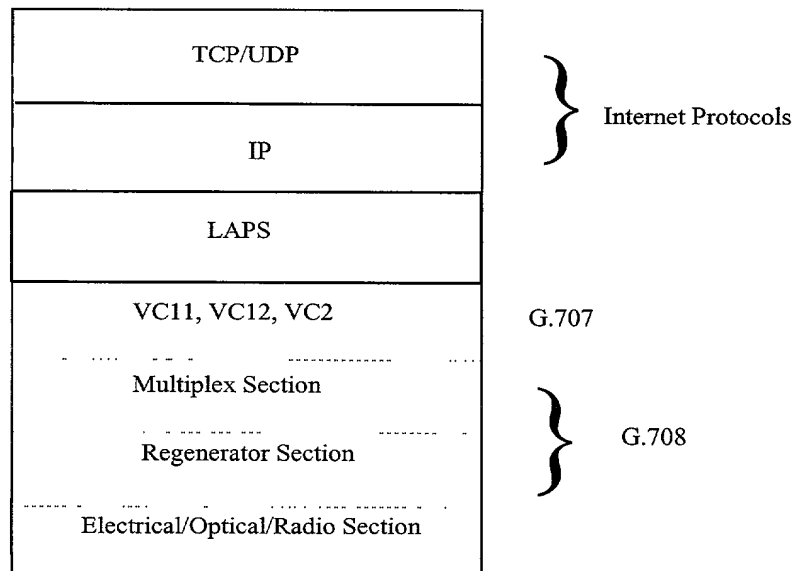 TCP/UDP
Internet Protocols
IP
LAPS
VC11, VC12, VC2
G.707
Multiplex Section
G.708
Regenerator Section
Electrical/Optical/Radio Section